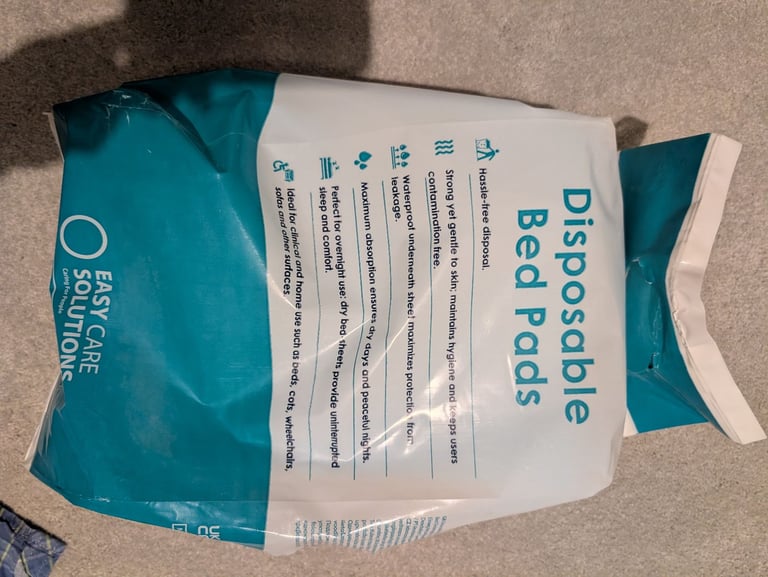 Disposable
Bed Pads
Hassle-free disposal.
Strong yet gentle to skin; maintains hygiene and keeps users
contamination free.
Waterproof underneath sheet maximizes protection from
leakage.
Maximum absorption ensures dry days and peaceful nights.
Perfect for overnight use; dry bed sheets provide uninterrupted
sleep and comfort.
Ideal for clinical and home use such as beds, cots, wheelchairs,
sofas and other surfaces.
EASY CARE
SOLUTIONS
Caring For People